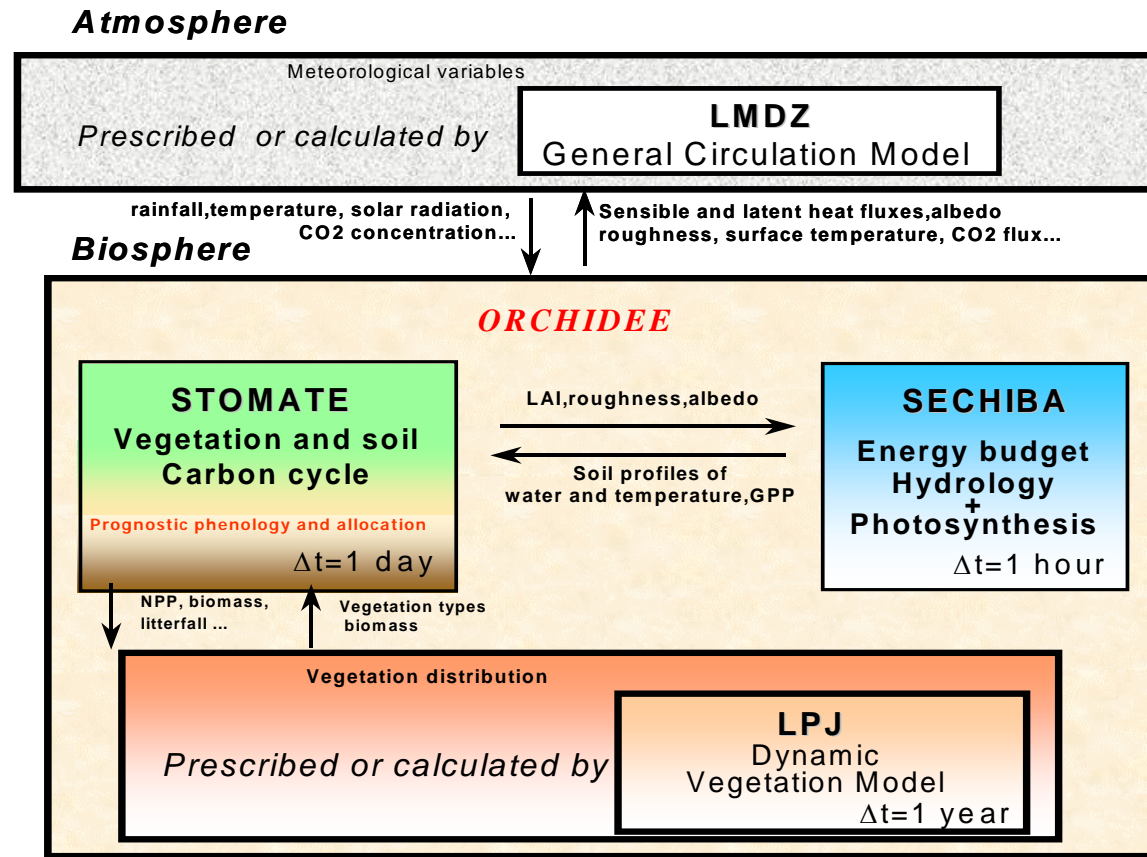 Atmosphere
Meteorological variables
Prescribed or calculated by
LMDZ
General Circulation Model
rainfall,temperature, solar radiation,
CO2 concentration...
Sensible and latent heat fluxes,albedo
roughness, surface temperature, CO2 flux...
Biosphere
ORCHIDEE
STOMATE
Vegetation and soil
Carbon cycle
Prognostic phenology and allocation
Δt=1 day
LAI,roughness,albedo
Soil profiles of
water and temperature,GPP
SECHIBA
Energy budget
Hydrology
+
Photosynthesis
Δt=1 hour
NPP, biomass,
litterfall ...
Vegetation types
biomass
Vegetation distribution
Prescribed or calculated by
LPJ
Dynamic
Vegetation Model
Δt=1 year